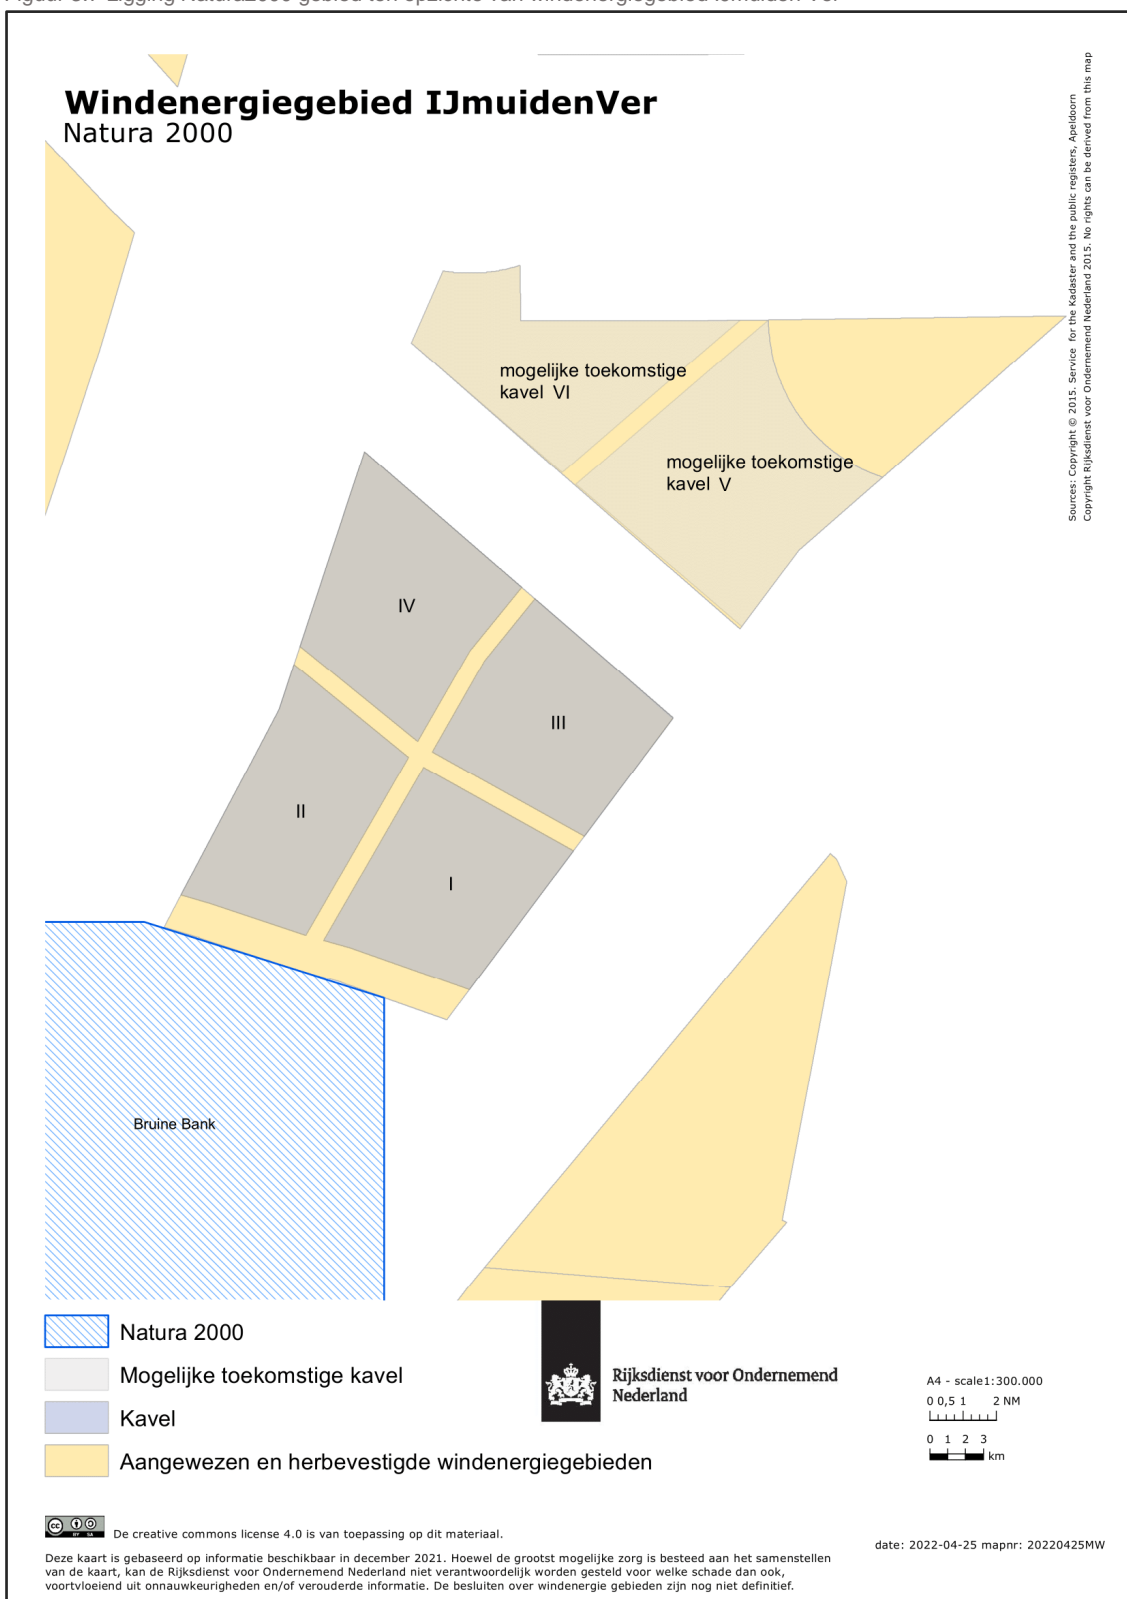 Windenergiegebied IJmuidenVer
Natura 2000
Sources: Copyright © 2015. Service for the Kadaster and the public registers, Apeldoorn
Copyright Rijksdienst voor Ondernemend Nederland 2015. No rights can be derived from this map
mogelijke toekomstige
kavel VI
mogelijke toekomstige
kavel V
IV
III
II
I
Bruine Bank
Natura 2000
Mogelijke toekomstige kavel
Kavel
Aangewezen en herbevestigde windenergiegebieden
Rijksdienst voor Ondernemend
Nederland
A4 - scale1:300.000
0 0,5 1 2 NM
0 1 2 3
km
cc BY SA
De creative commons license 4.0 is van toepassing op dit materiaal.
date: 2022-04-25 mapnr: 20220425MW
Deze kaart is gebaseerd op informatie beschikbaar in december 2021. Hoewel de grootst mogelijke zorg is besteed aan het samenstellen
van de kaart, kan de Rijksdienst voor Ondernemend Nederland niet verantwoordelijk worden gesteld voor welke schade dan ook,
voortvloeiend uit onnauwkeurigheden en/of verouderde informatie. De besluiten over windenergie gebieden zijn nog niet definitief.